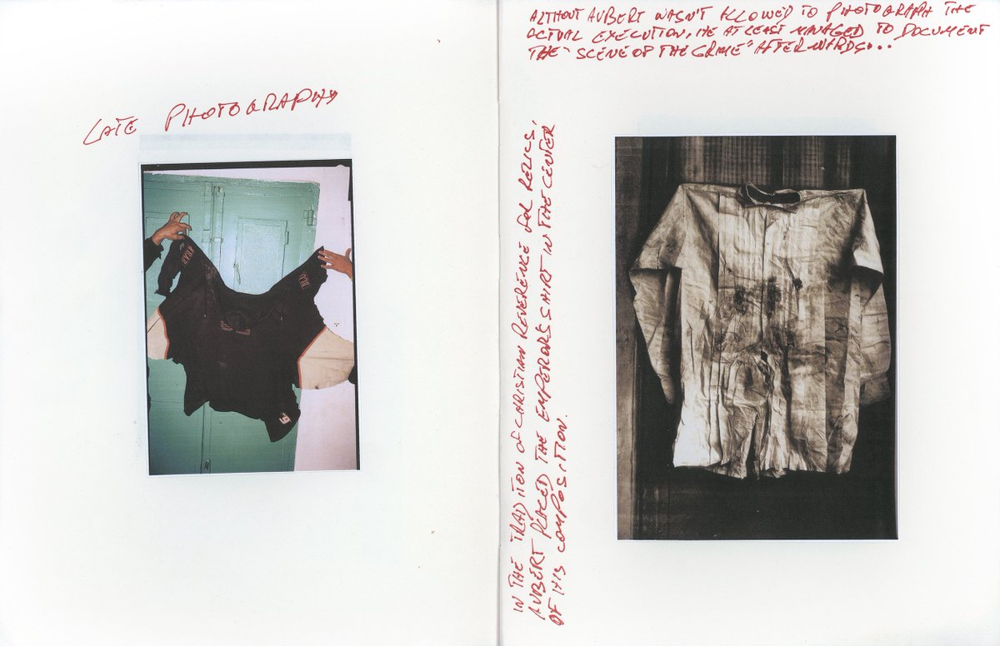 LATE PHOTOGRAPHY
ALTHOUT AUBERT WASN'T ALLOWED TO PHOTOGRAPH THE
ACTUAL EXECUTION, HE AT LEAST MANAGED TO DOCUMENT
THE "SCENE OF THE CRIME" AFTERWARDS...
IN THE TRADITION OF CHRISTIAN REVERENCE FOR RELICS,
AUBERT PLACED THE EMPEROR'S SHIRT IN THE CENTER
OF HIS COMPOSITION.